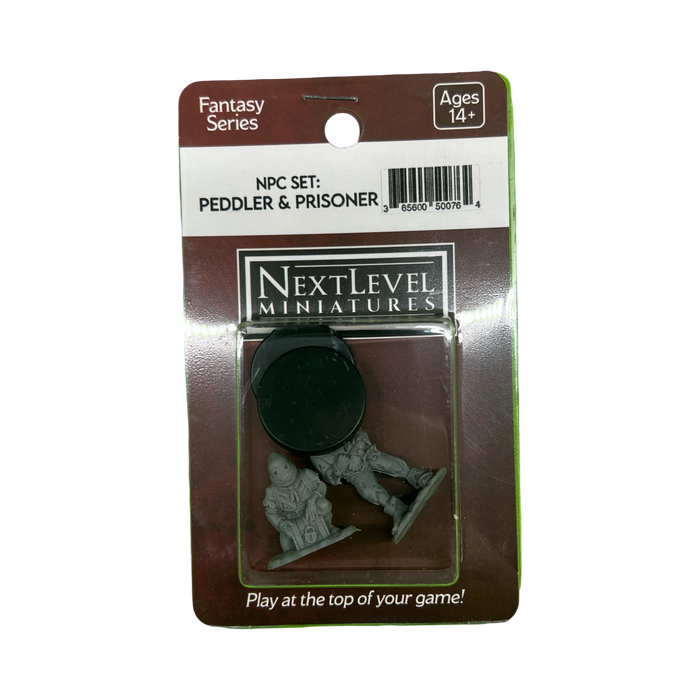 Fantasy
Series
Ages
14+
NPC SET:
PEDDLER & PRISONER
3 65600 50076 4
NEXTLEVEL
MINIATURES
Play at the top of your game!